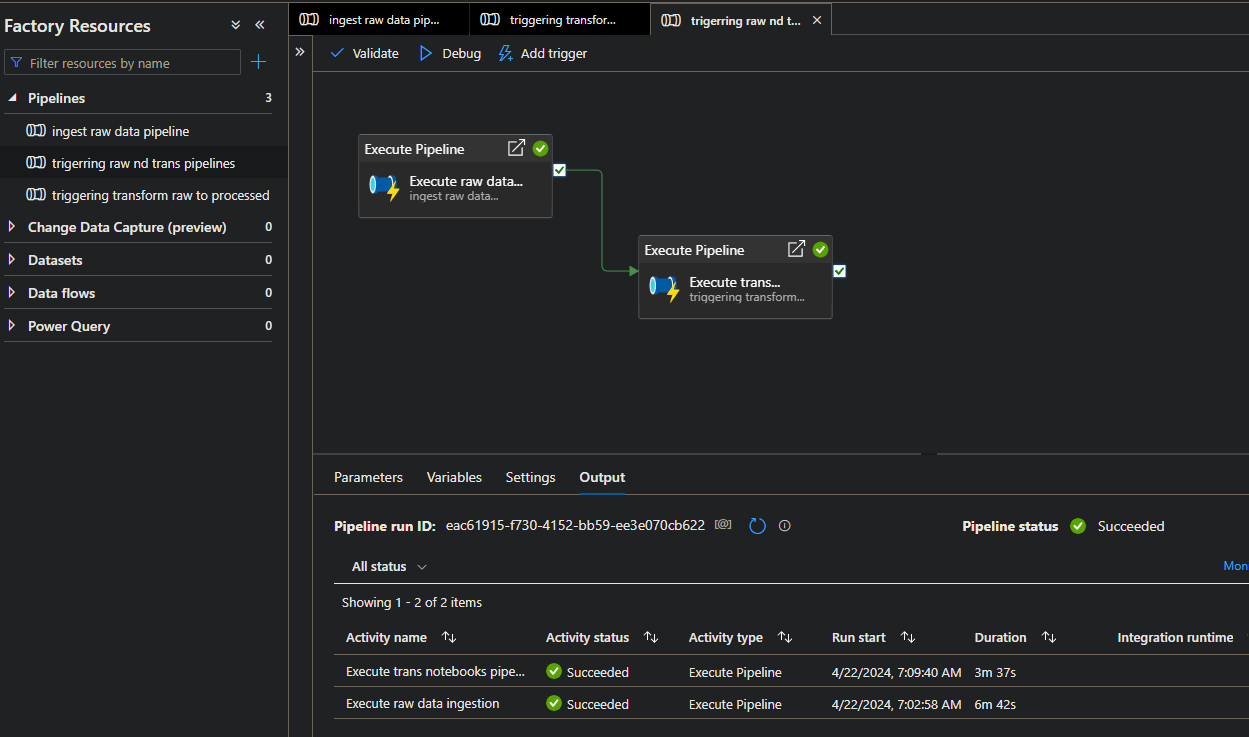 Factory Resources
Filter resources by name
Pipelines 3
ingest raw data pipeline
trigerring raw nd trans pipelines
triggering transform raw to processed
Change Data Capture (preview) 0
Datasets 0
Data flows 0
Power Query 0
ingest raw data pip... triggering transfor... trigerring raw nd t...
Validate Debug Add trigger
Execute Pipeline
Execute raw data...
ingest raw data...
Execute Pipeline
Execute trans...
triggering transform...
Parameters Variables Settings Output
Pipeline run ID: eac61915-f730-4152-bb59-ee3e070cb622 [@] Pipeline status Succeeded
All status Mon
Showing 1 - 2 of 2 items
Activity name Activity status Activity type Run start Duration Integration runtime
Execute trans notebooks pipe... Succeeded Execute Pipeline 4/22/2024, 7:09:40 AM 3m 37s
Execute raw data ingestion Succeeded Execute Pipeline 4/22/2024, 7:02:58 AM 6m 42s